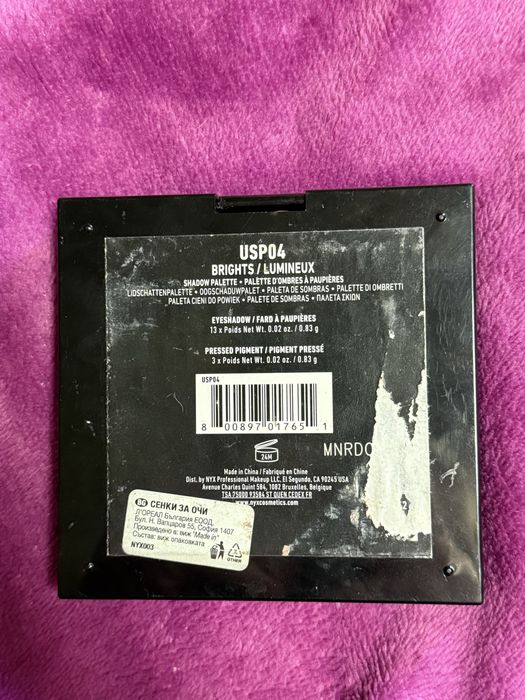 USP04
BRIGHTS / LUMINEUX
SHADOW PALETTE • PALETTE D'OMBRES À PAUPIÈRES
LIDSCHATTENPALETTE • OOGSCHADUWPALET • PALETA DE SOMBRAS • PALETTE DI OMBRETTI
PALETA CIENI DO POWIEK • PALETE DE SOMBRAS • ΠΑΛΕΤΑ ΣΚΙΩΝ
EYESHADOW / FARD À PAUPIÈRES
13 x Poids Net Wt. 0.02 oz. / 0.83 g
PRESSED PIGMENT / PIGMENT PRESSÉ
3 x Poids Net Wt. 0.02 oz. / 0.83 g
USP04
8 00897 01765 1
24M
MNRDO
Made in China / Fabriqué en Chine
Dist. by NYX Professional Makeup LLC, El Segundo, CA 90245 USA
Avenue Charles Quint 584, 1082 Bruxelles, Belgique
TSA 75000 93584 ST OUEN CEDEX FR
www.nyxcosmetics.com
2
BG СЕНКИ ЗА ОЧИ
Л'ОРЕАЛ България ЕООД,
Бул. Н. Вапцаров 55, София 1407
Произведено в: виж "Made in"
Състав: виж опаковката
NYX003
OTHER